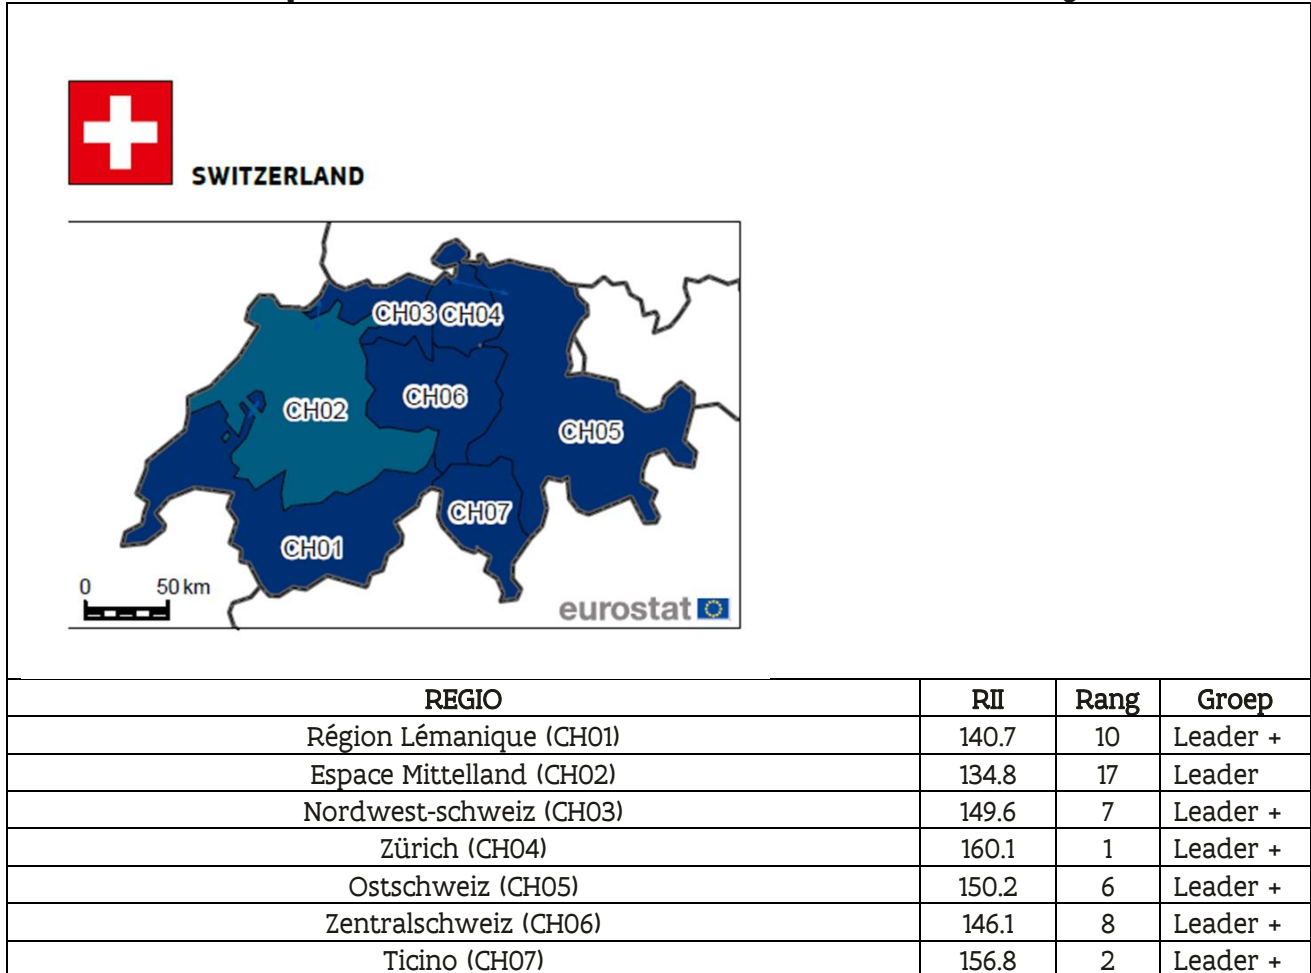 SWITZERLAND
CH03 CH04
CH06
CH02
CH05
CH07
CH01
0 50 km
eurostat
REGIO RII Rang Groep
Région Lémanique (CH01) 140.7 10 Leader +
Espace Mittelland (CH02) 134.8 17 Leader
Nordwest-schweiz (CH03) 149.6 7 Leader +
Zürich (CH04) 160.1 1 Leader +
Ostschweiz (CH05) 150.2 6 Leader +
Zentralschweiz (CH06) 146.1 8 Leader +
Ticino (CH07) 156.8 2 Leader +